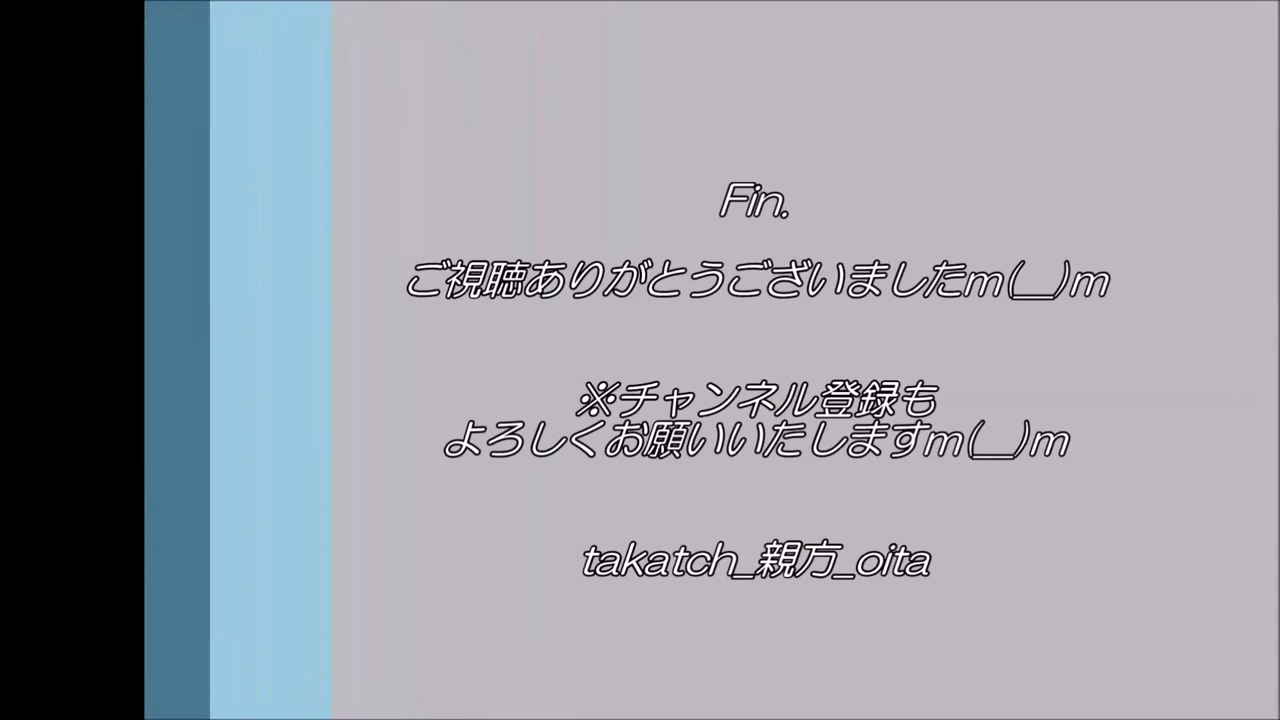 Fin.
ご視聴ありがとうございましたm(__)m
※チャンネル登録も
よろしくお願いいたしますm(__)m
takatch_親方_oita